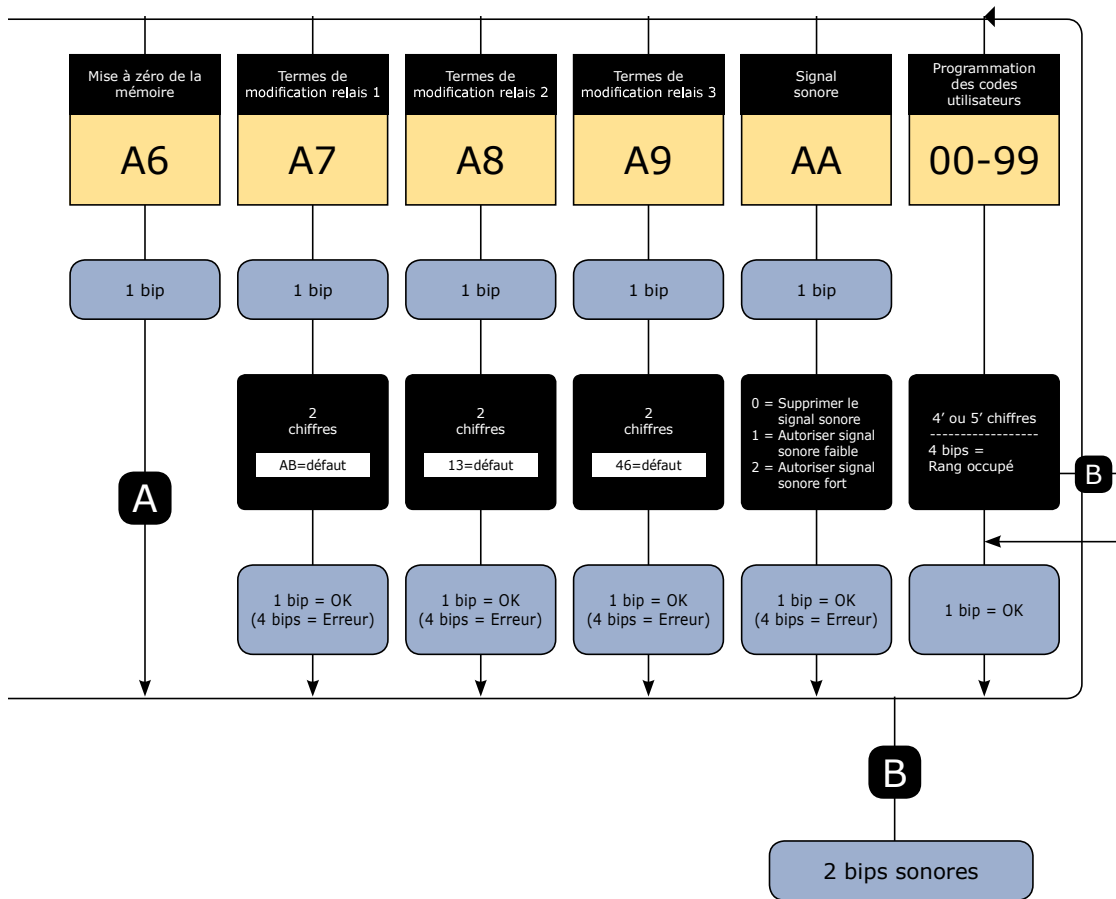 Mise à zéro de la
mémoire
A6
1 bip
A
Termes de
modification relais 1
A7
1 bip
2
chiffres
AB=défaut
1 bip = OK
(4 bips = Erreur)
Termes de
modification relais 2
A8
1 bip
2
chiffres
13=défaut
1 bip = OK
(4 bips = Erreur)
Termes de
modification relais 3
A9
1 bip
2
chiffres
46=défaut
1 bip = OK
(4 bips = Erreur)
Signal
sonore
AA
1 bip
0 = Supprimer le
signal sonore
1 = Autoriser signal
sonore faible
2 = Autoriser signal
sonore fort
1 bip = OK
(4 bips = Erreur)
Programmation
des codes
utilisateurs
00-99
4’ ou 5’ chiffres
------------------
4 bips =
Rang occupé
B
1 bip = OK
B
2 bips sonores